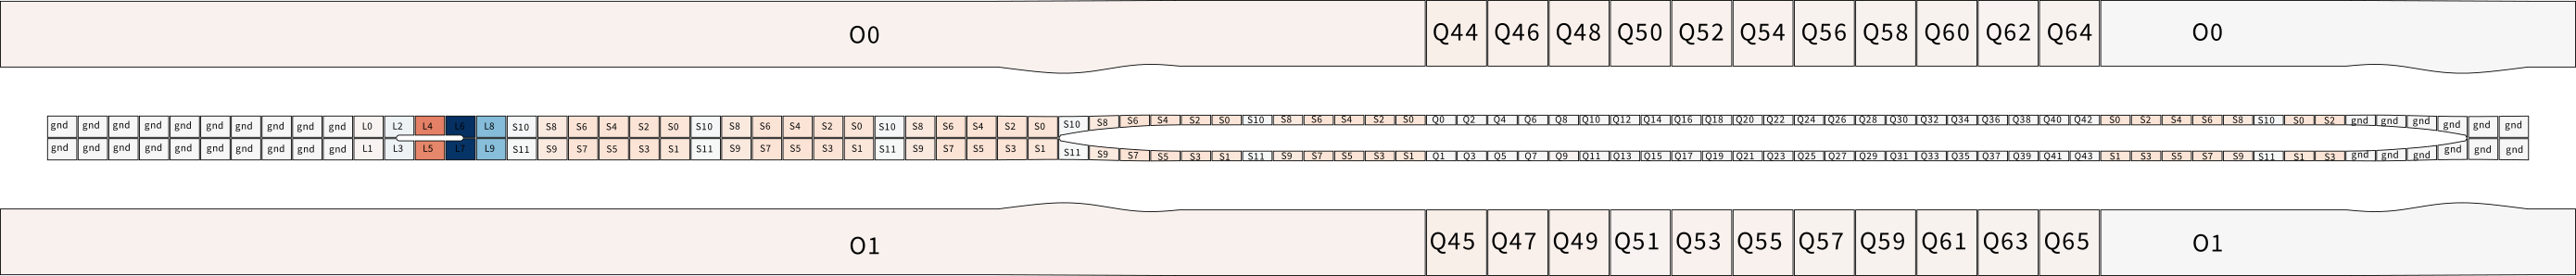 O0 Q44 Q46 Q48 Q50 Q52 Q54 Q56 Q58 Q60 Q62 Q64 O0
gnd gnd gnd gnd gnd gnd gnd gnd gnd gnd L0 L2 L4 L6 L8 S10 S8 S6 S4 S2 S0 S10 S8 S6 S4 S2 S0 S10 S8 S6 S4 S2 S0 S10 S8 S6 S4 S2 S0 S10 S8 S6 S4 S2 S0 Q0 Q2 Q4 Q6 Q8 Q10 Q12 Q14 Q16 Q18 Q20 Q22 Q24 Q26 Q28 Q30 Q32 Q34 Q36 Q38 Q40 Q42 S0 S2 S4 S6 S8 S10 S0 S2 gnd gnd gnd gnd gnd gnd
gnd gnd gnd gnd gnd gnd gnd gnd gnd gnd L1 L3 L5 L7 L9 S11 S9 S7 S5 S3 S1 S11 S9 S7 S5 S3 S1 S11 S9 S7 S5 S3 S1 S11 S9 S7 S5 S3 S1 S11 S9 S7 S5 S3 S1 Q1 Q3 Q5 Q7 Q9 Q11 Q13 Q15 Q17 Q19 Q21 Q23 Q25 Q27 Q29 Q31 Q33 Q35 Q37 Q39 Q41 Q43 S1 S3 S5 S7 S9 S11 S1 S3 gnd gnd gnd gnd gnd gnd
O1 Q45 Q47 Q49 Q51 Q53 Q55 Q57 Q59 Q61 Q63 Q65 O1